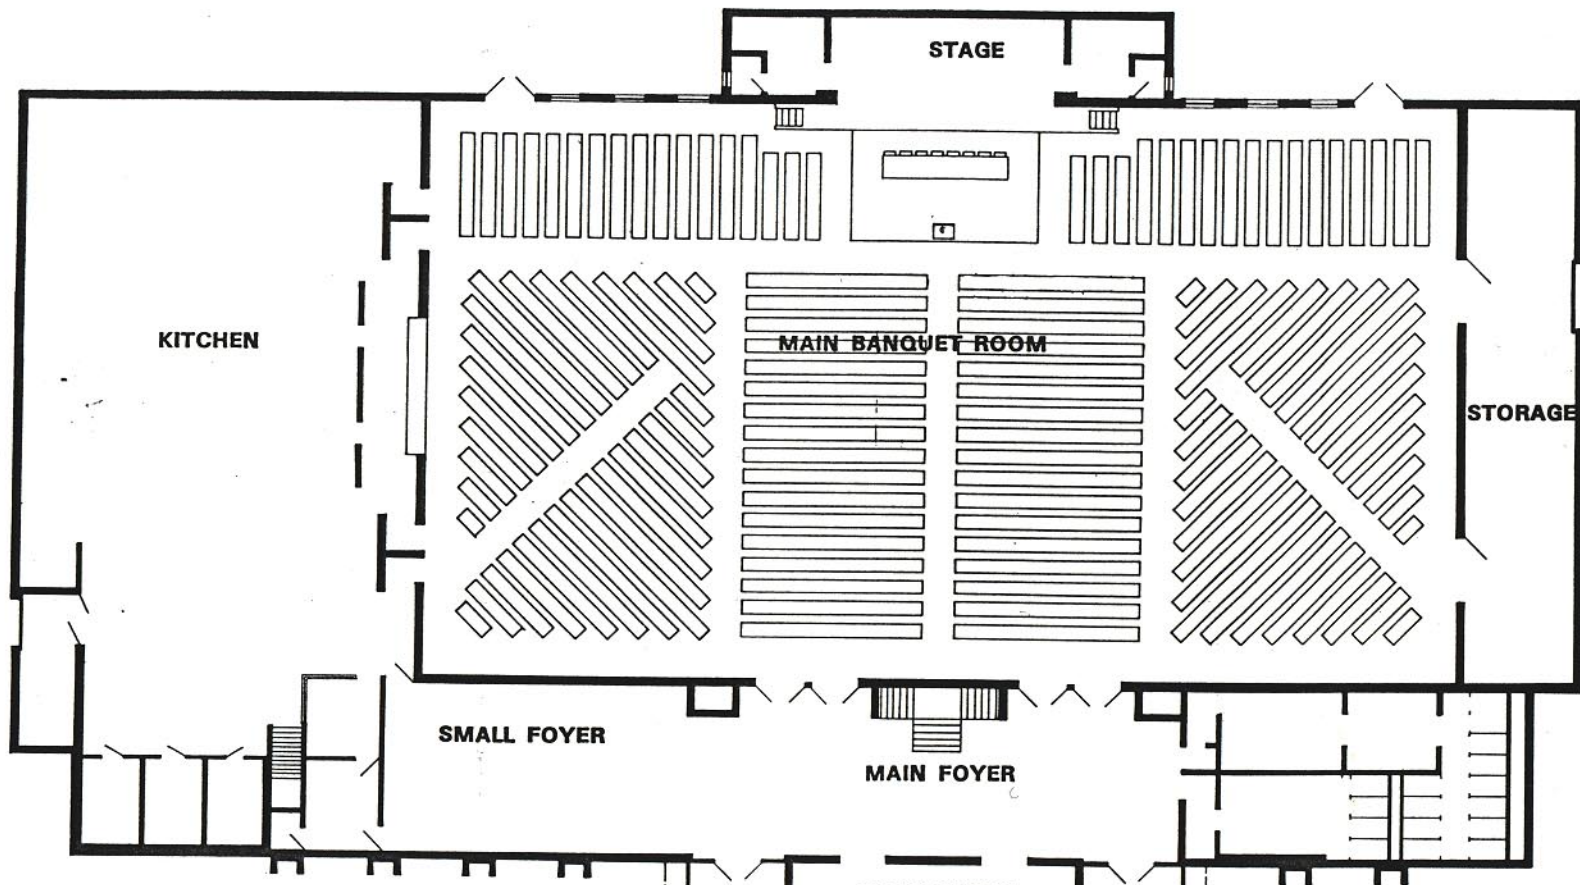 STAGE
KITCHEN
MAIN BANQUET ROOM
STORAGE
SMALL FOYER
MAIN FOYER